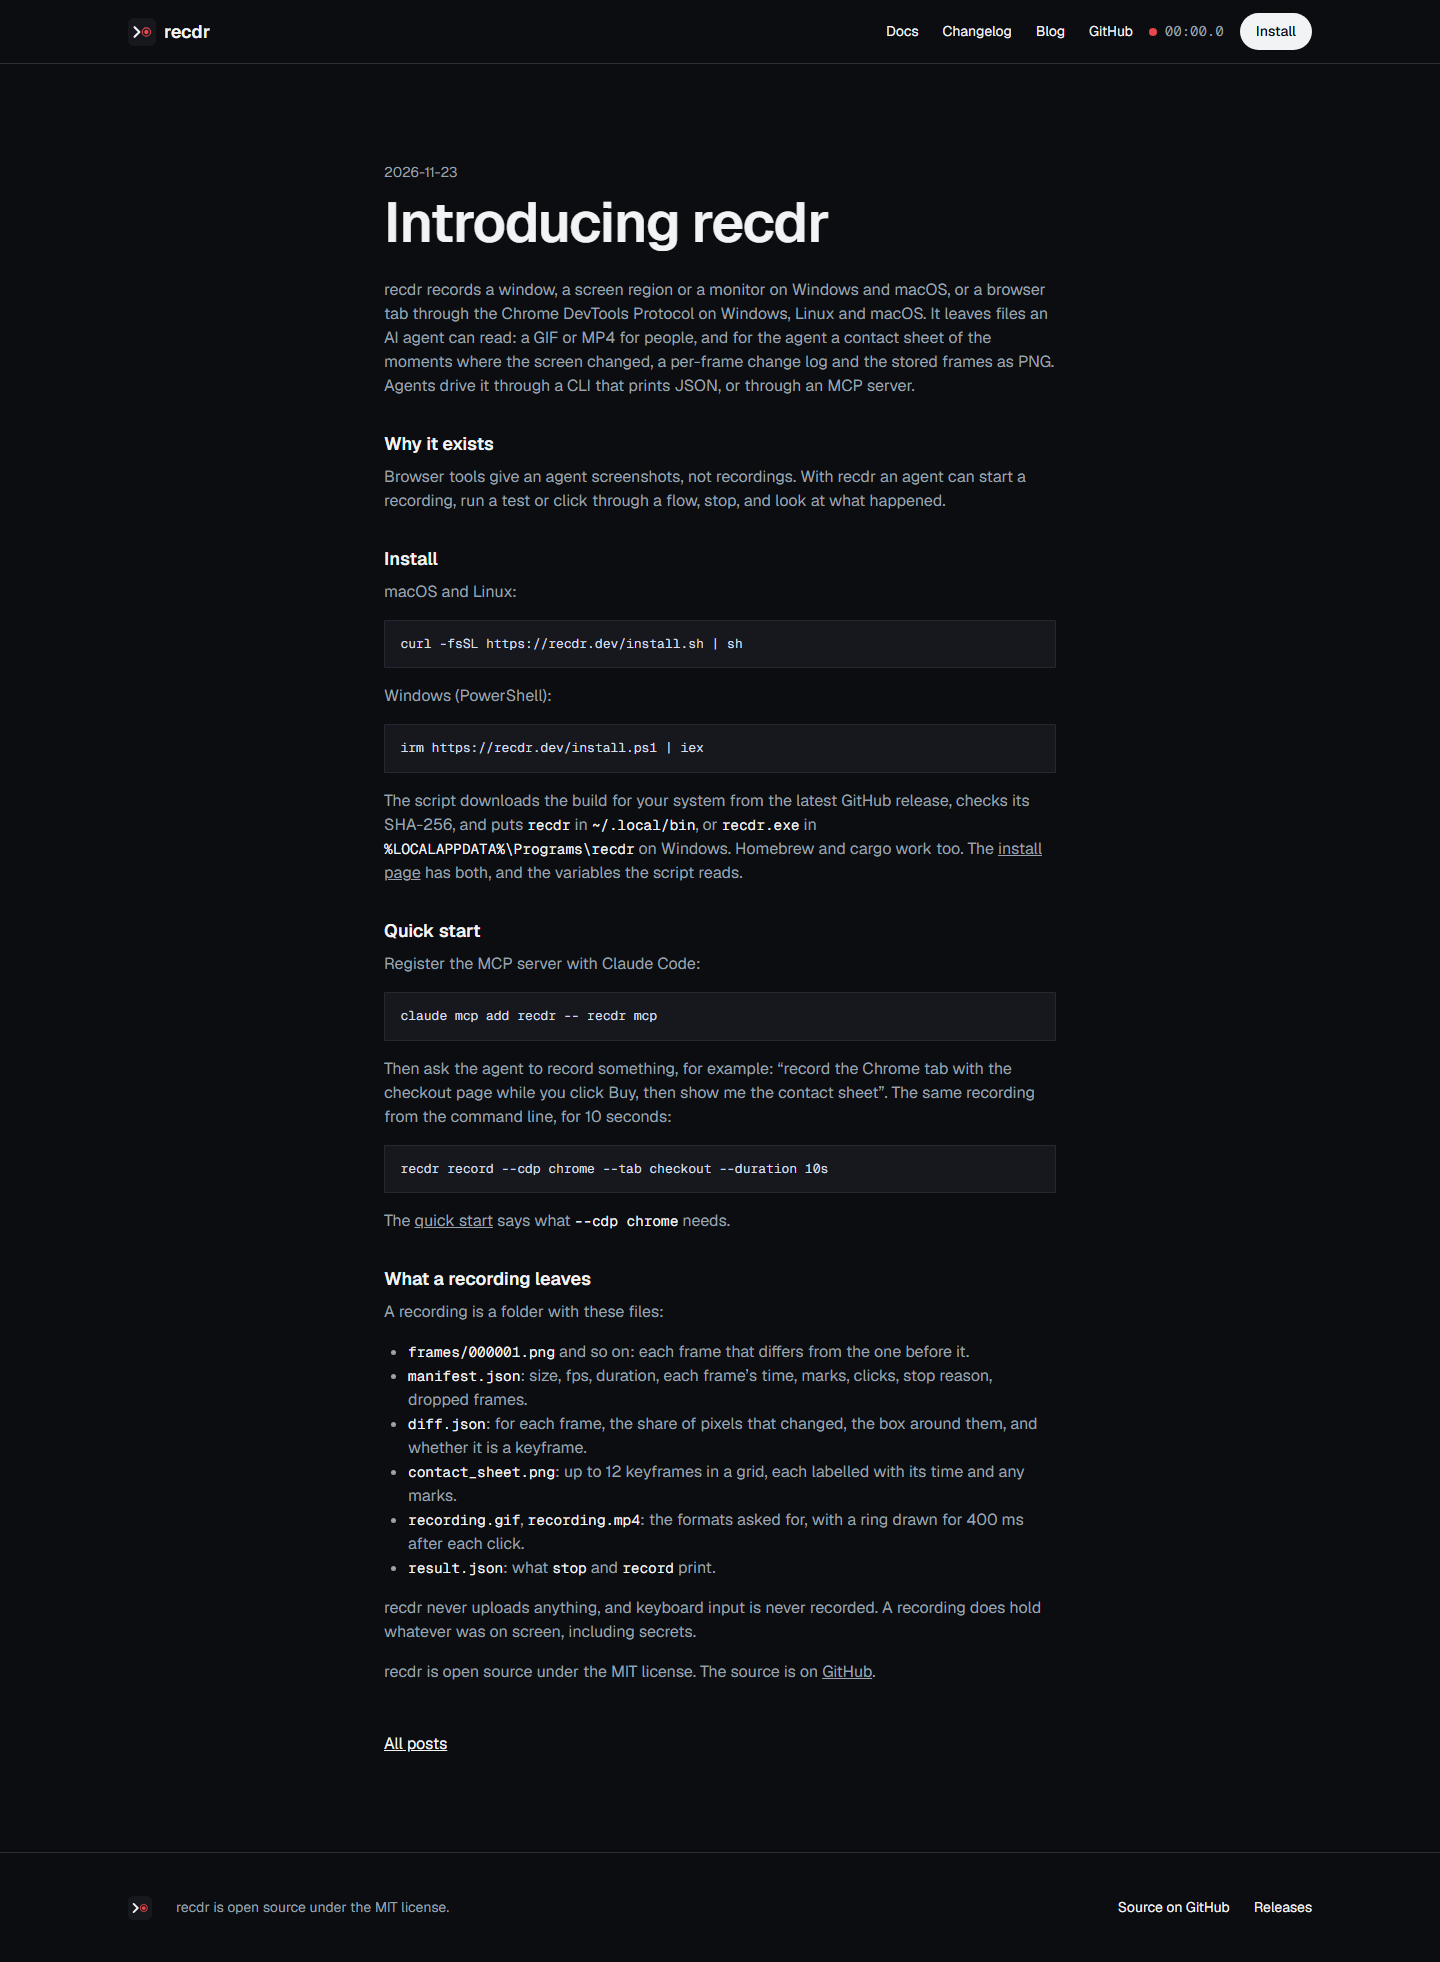 recdr
Docs Changelog Blog GitHub 00:00.0 Install
2026-11-23
Introducing recdr
recdr records a window, a screen region or a monitor on Windows and macOS, or a browser
tab through the Chrome DevTools Protocol on Windows, Linux and macOS. It leaves files an
AI agent can read: a GIF or MP4 for people, and for the agent a contact sheet of the
moments where the screen changed, a per-frame change log and the stored frames as PNG.
Agents drive it through a CLI that prints JSON, or through an MCP server.
Why it exists
Browser tools give an agent screenshots, not recordings. With recdr an agent can start a
recording, run a test or click through a flow, stop, and look at what happened.
Install
macOS and Linux:
curl -fsSL https://recdr.dev/install.sh | sh
Windows (PowerShell):
irm https://recdr.dev/install.ps1 | iex
The script downloads the build for your system from the latest GitHub release, checks its
SHA-256, and puts recdr in ~/.local/bin, or recdr.exe in
%LOCALAPPDATA%\Programs\recdr on Windows. Homebrew and cargo work too. The install
page has both, and the variables the script reads.
Quick start
Register the MCP server with Claude Code:
claude mcp add recdr -- recdr mcp
Then ask the agent to record something, for example: “record the Chrome tab with the
checkout page while you click Buy, then show me the contact sheet”. The same recording
from the command line, for 10 seconds:
recdr record --cdp chrome --tab checkout --duration 10s
The quick start says what --cdp chrome needs.
What a recording leaves
A recording is a folder with these files:
• frames/000001.png and so on: each frame that differs from the one before it.
• manifest.json: size, fps, duration, each frame’s time, marks, clicks, stop reason,
dropped frames.
• diff.json: for each frame, the share of pixels that changed, the box around them, and
whether it is a keyframe.
• contact_sheet.png: up to 12 keyframes in a grid, each labelled with its time and any
marks.
• recording.gif, recording.mp4: the formats asked for, with a ring drawn for 400 ms
after each click.
• result.json: what stop and record print.
recdr never uploads anything, and keyboard input is never recorded. A recording does hold
whatever was on screen, including secrets.
recdr is open source under the MIT license. The source is on GitHub.
All posts
recdr is open source under the MIT license.
Source on GitHub Releases